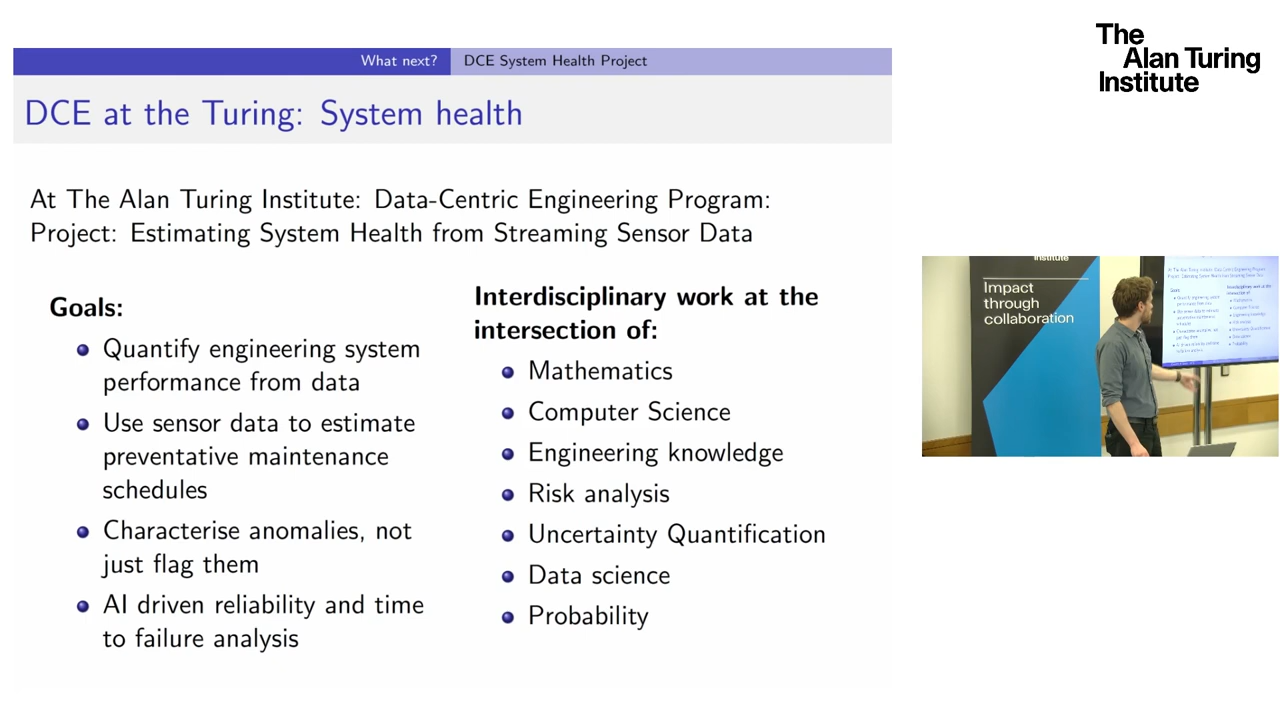 What next?
DCE System Health Project
The
Alan Turing
Institute
DCE at the Turing: System health
At The Alan Turing Institute: Data-Centric Engineering Program:
Project: Estimating System Health from Streaming Sensor Data
Goals:
Quantify engineering system
performance from data
Use sensor data to estimate
preventative maintenance
schedules
Characterise anomalies, not
just flag them
AI driven reliability and time
to failure analysis
Interdisciplinary work at the
intersection of:
Mathematics
Computer Science
Engineering knowledge
Risk analysis
Uncertainty Quantification
Data science
Probability
Institute
Impact
through
collaboration